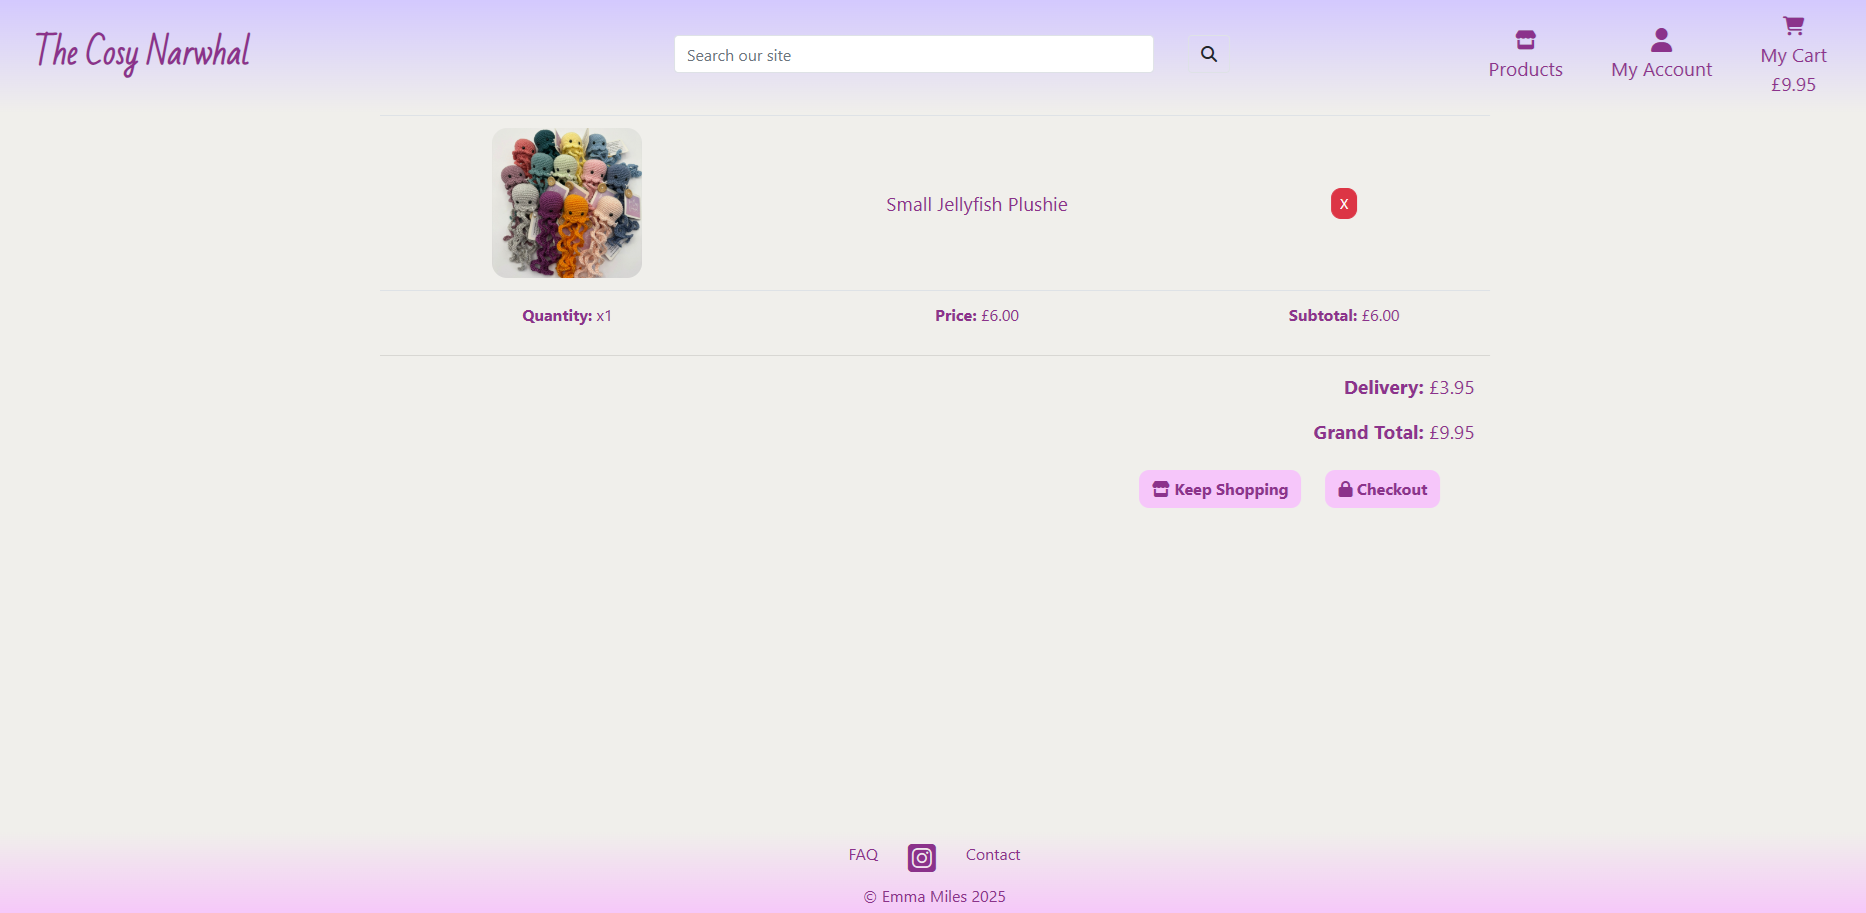 The Cosy Narwhal
Search our site
Products
My Account
My Cart
£9.95
Small Jellyfish Plushie
X
Quantity: x1
Price: £6.00
Subtotal: £6.00
Delivery: £3.95
Grand Total: £9.95
Keep Shopping
Checkout
FAQ
Contact
© Emma Miles 2025